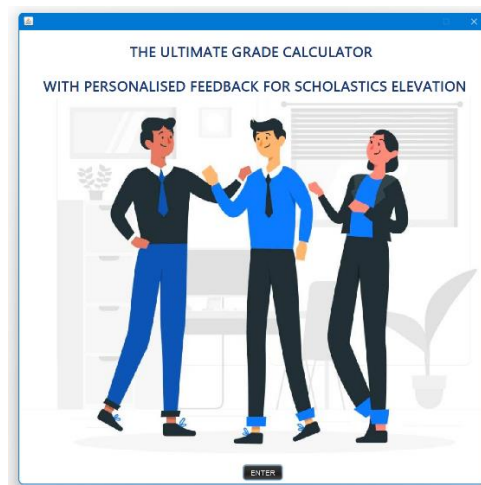 THE ULTIMATE GRADE CALCULATOR
WITH PERSONALISED FEEDBACK FOR SCHOLASTICS ELEVATION
ENTER